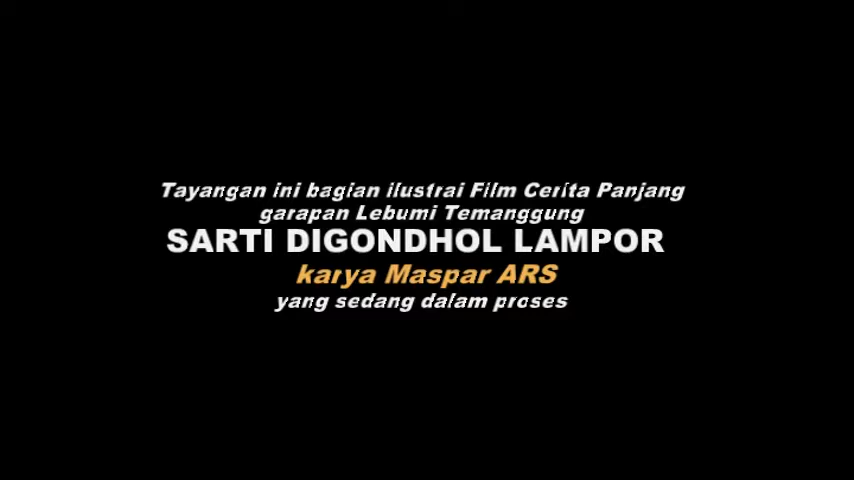 Tayangan ini bagian ilustrai Film Cerita Panjang
garapan Lebumi Temanggung
SARTI DIGONDHOL LAMPOR
karya Maspar ARS
yang sedang dalam proses